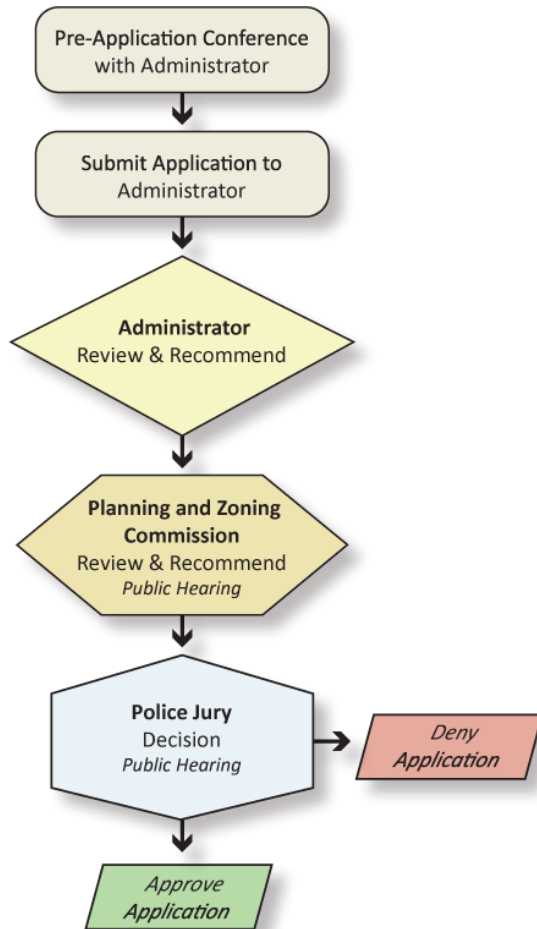 Pre-Application Conference
with Administrator
Submit Application to
Administrator
Administrator
Review & Recommend
Planning and Zoning
Commission
Review & Recommend
Public Hearing
Police Jury
Decision
Public Hearing
Deny
Application
Approve
Application